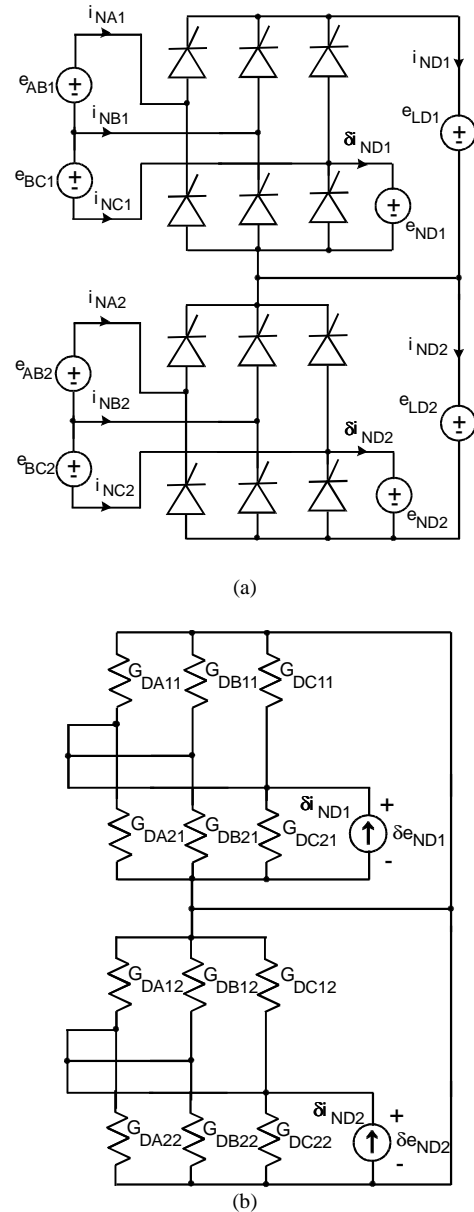 i_NA1
i_ND1
e_AB1
i_NB1
e_LD1
δi_ND1
e_BC1
i_NC1
e_ND1
i_NA2
i_ND2
e_AB2
i_NB2
e_LD2
δi_ND2
e_BC2
i_NC2
e_ND2
(a)
G_DA11 G_DB11 G_DC11
δi_ND1 +
G_DA21 G_DB21 G_DC21 δe_ND1
-
G_DA12 G_DB12 G_DC12
δi_ND2 +
G_DA22 G_DB22 G_DC22 δe_ND2
-
(b)